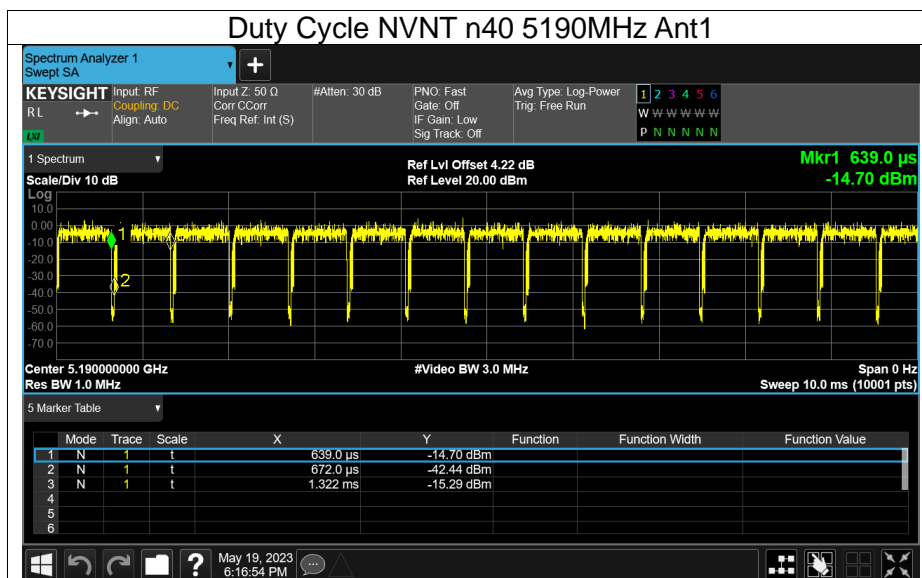 Duty Cycle NVNT n40 5190MHz Ant1
Spectrum Analyzer 1
Swept SA
+
KEYSIGHT Input: RF Input Z: 50 Ω #Atten: 30 dB PNO: Fast Avg Type: Log-Power 1 2 3 4 5 6
R L Coupling: DC Corr CCorr Gate: Off Trig: Free Run W W W W W W
Align: Auto Freq Ref: Int (S) IF Gain: Low
LXI Sig Track: Off P N N N N N
1 Spectrum Ref Lvl Offset 4.22 dB Mkr1 639.0 µs
Scale/Div 10 dB Ref Level 20.00 dBm -14.70 dBm
Log
10.0
0.00
-10.0
-20.0
-30.0
-40.0
-50.0
-60.0
-70.0
1
2
Center 5.190000000 GHz #Video BW 3.0 MHz Span 0 Hz
Res BW 1.0 MHz Sweep 10.0 ms (10001 pts)
5 Marker Table
Mode Trace Scale X Y Function Function Width Function Value
1 N 1 t 639.0 µs -14.70 dBm
2 N 1 t 672.0 µs -42.44 dBm
3 N 1 t 1.322 ms -15.29 dBm
4
5
6
? May 19, 2023
6:16:54 PM